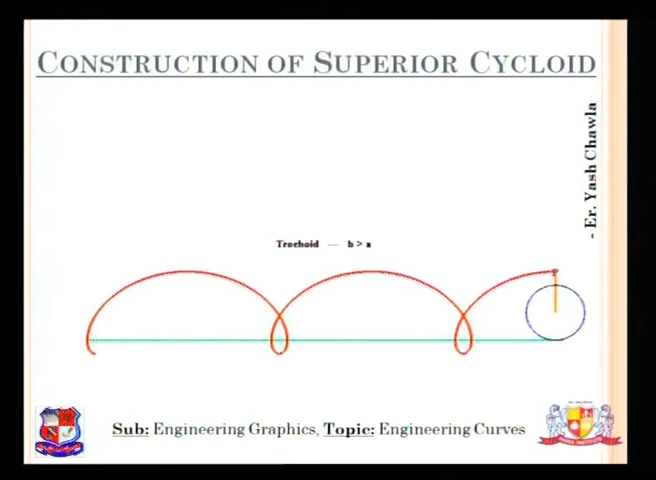 CONSTRUCTION OF SUPERIOR CYCLOID
- Er. Yash Chawla
Trochoid — b > a
P
Sub: Engineering Graphics, Topic: Engineering Curves